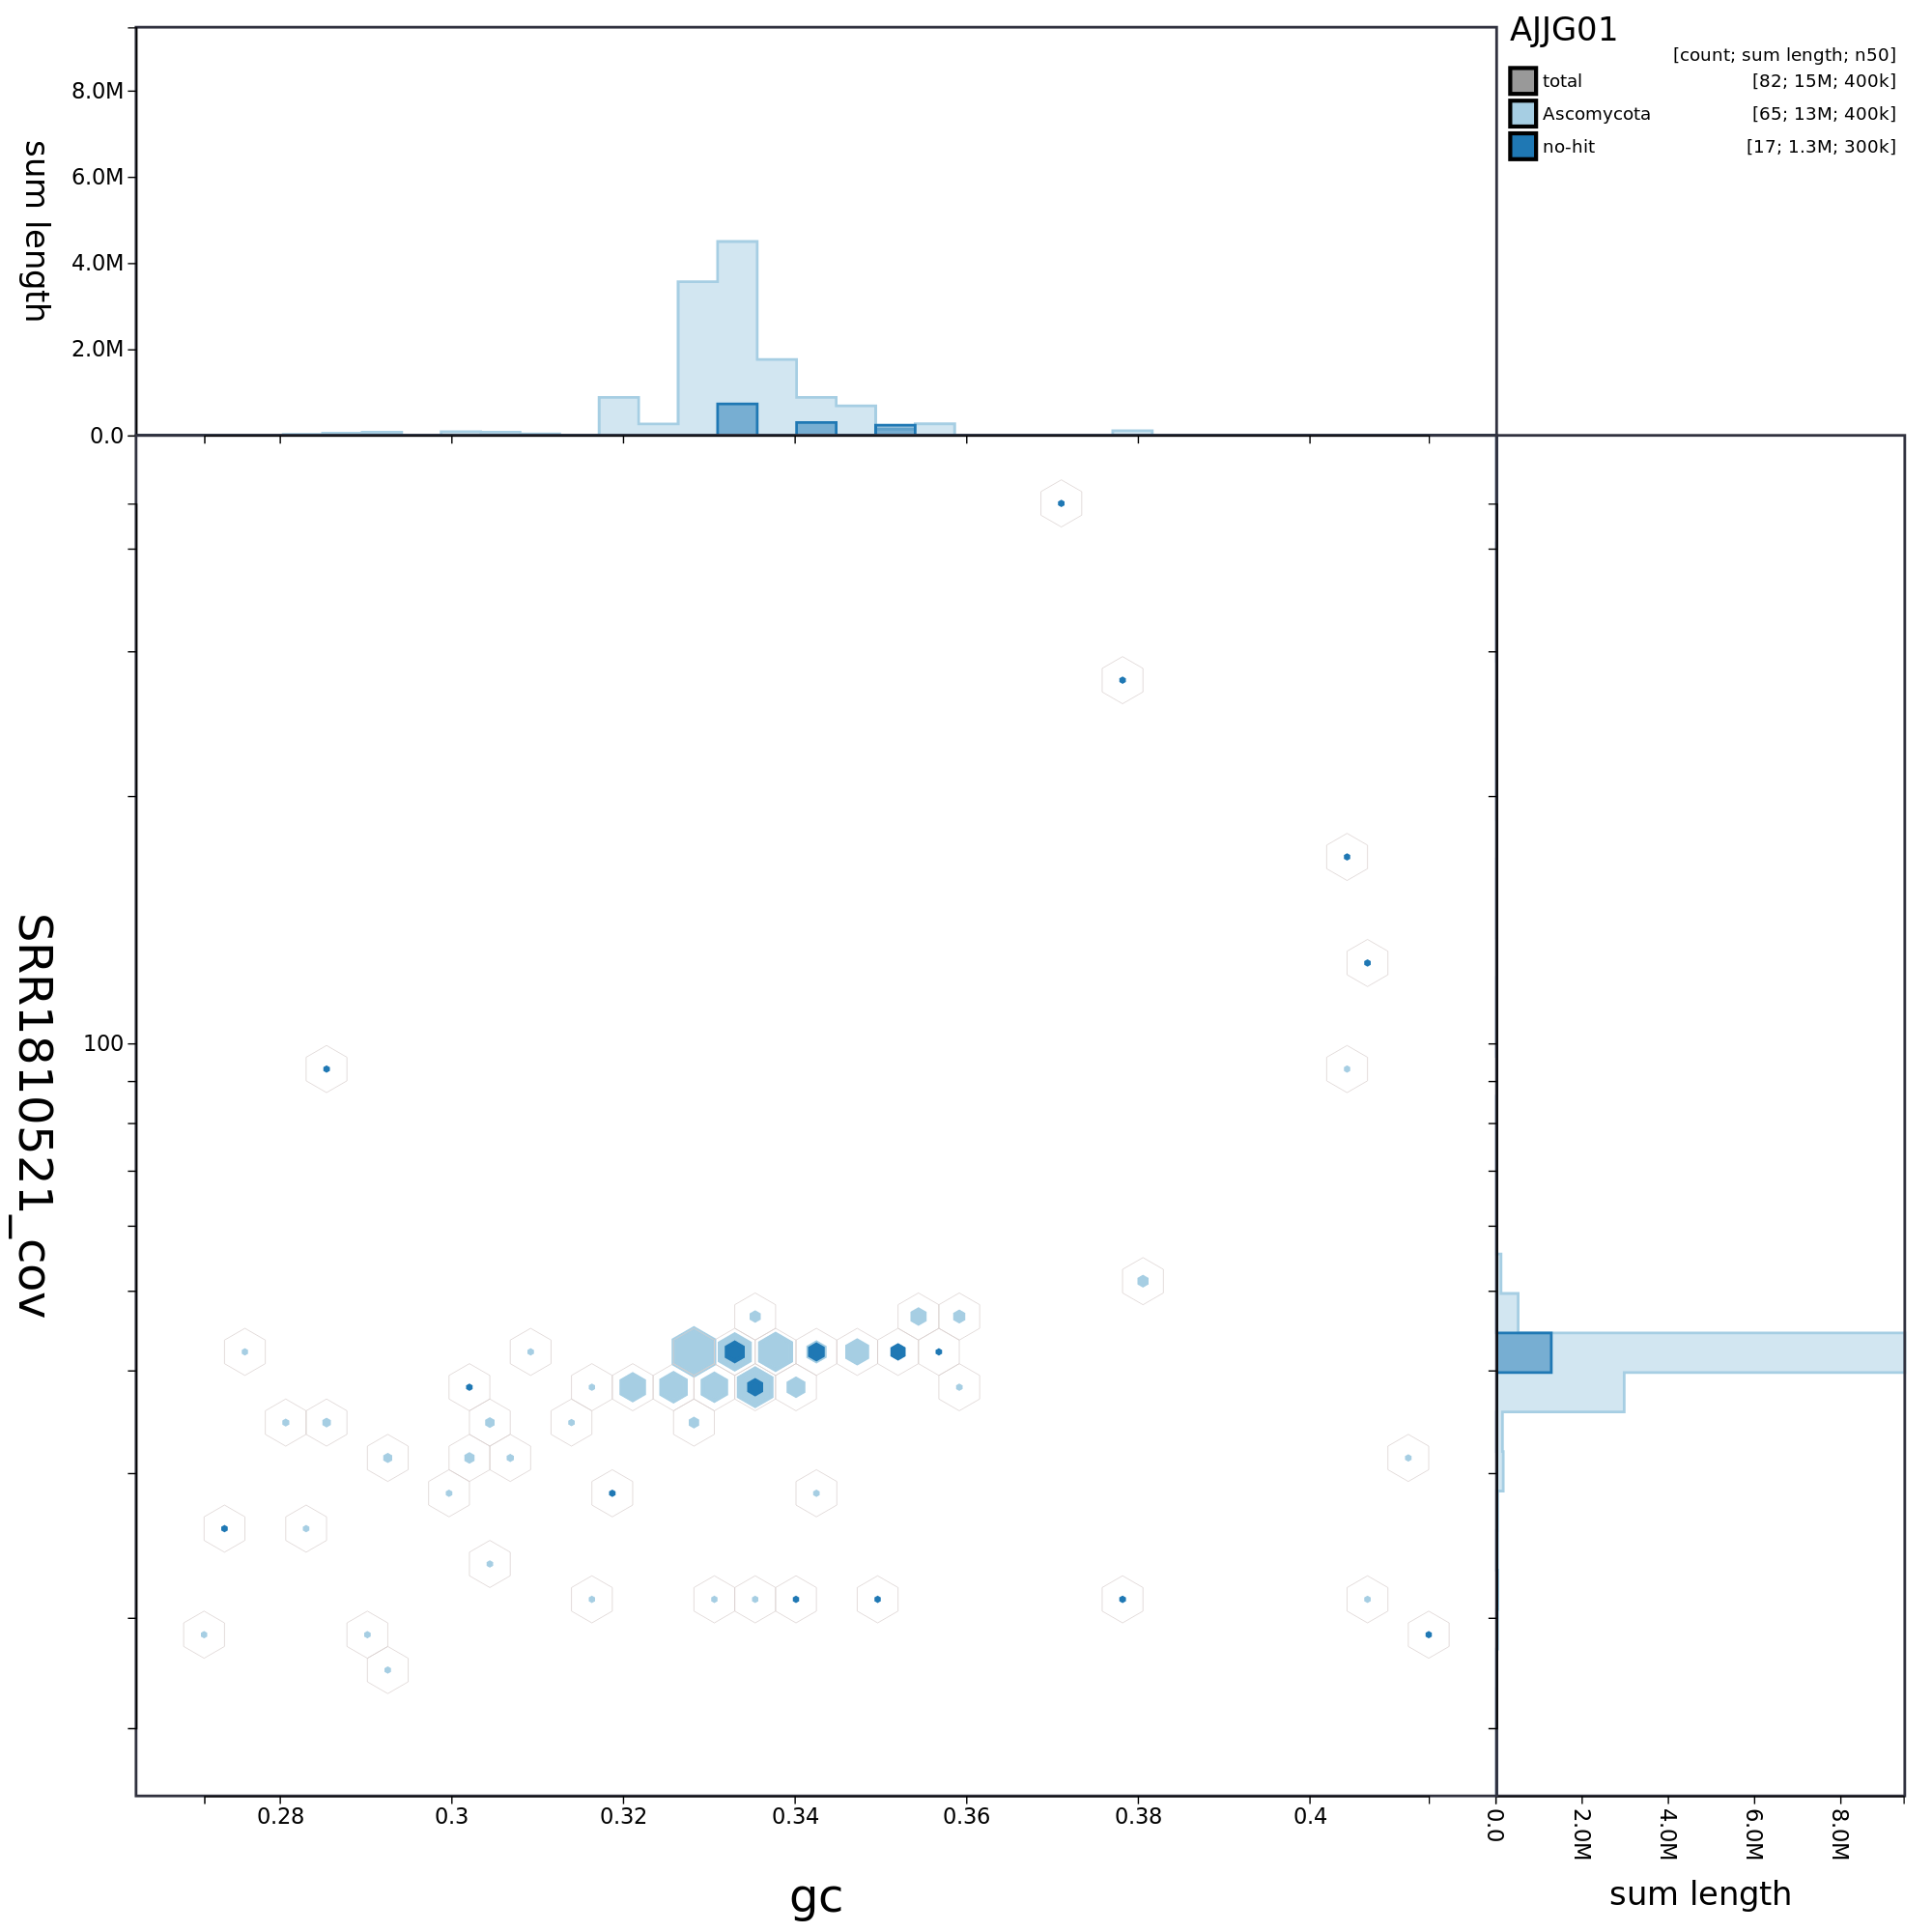 AJJG01
[count; sum length; n50]
total [82; 15M; 400k]
Ascomycota [65; 13M; 400k]
no-hit [17; 1.3M; 300k]
sum length
8.0M
6.0M
4.0M
2.0M
0.0
SRR1810521_cov
100
0.28 0.3 0.32 0.34 0.36 0.38 0.4
gc
0.0 2.0M 4.0M 6.0M 8.0M
sum length